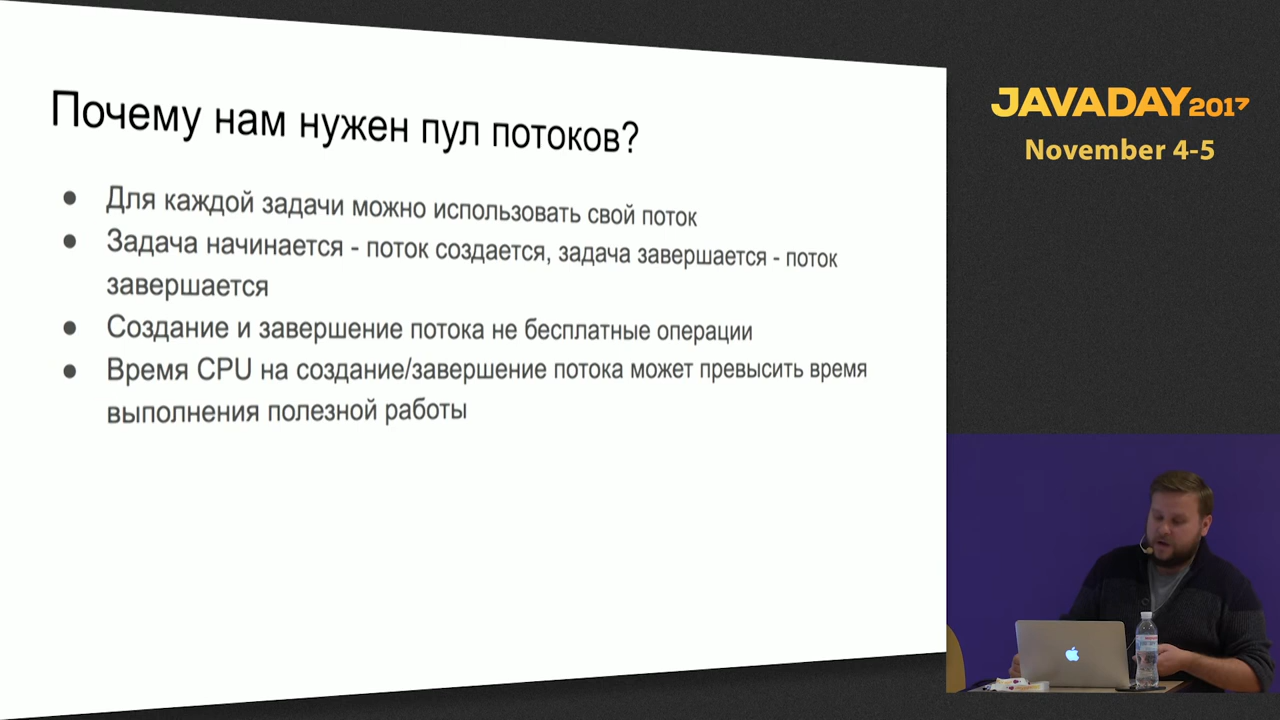 Почему нам нужен пул потоков?
● Для каждой задачи можно использовать свой поток
● Задача начинается - поток создается, задача завершается - поток
завершается
● Создание и завершение потока не бесплатные операции
● Время CPU на создание/завершение потока может превысить время
выполнения полезной работы
JAVADAY 2017
November 4-5